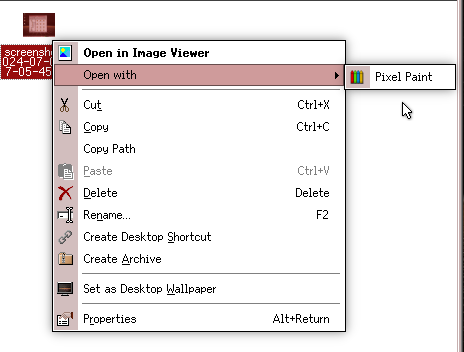 Open in Image Viewer
Open with
Pixel Paint
screensho
024-07-0
7-05-45
Cut Ctrl+X
Copy Ctrl+C
Copy Path
Paste Ctrl+V
Delete Delete
Rename... F2
Create Desktop Shortcut
Create Archive
Set as Desktop Wallpaper
Properties Alt+Return